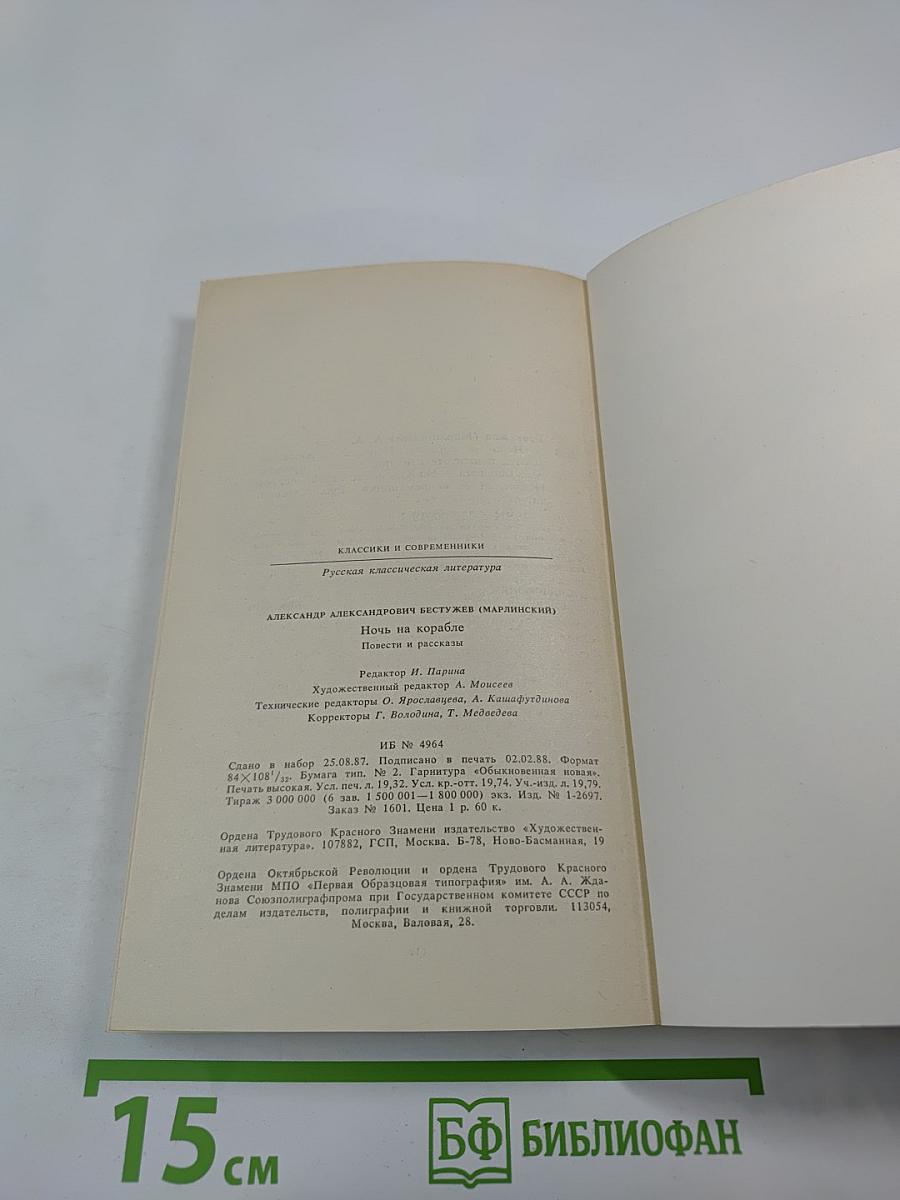 КЛАССИКИ И СОВРЕМЕННИКИ
Русская классическая литература
АЛЕКСАНДР АЛЕКСАНДРОВИЧ БЕСТУЖЕВ (МАРЛИНСКИЙ)
Ночь на корабле
Повести и рассказы
Редактор И. Парина
Художественный редактор А. Моисеев
Технические редакторы О. Ярославцева, А. Кашафутдинова
Корректоры Г. Володина, Т. Медведева
ИБ № 4964
Сдано в набор 25.08.87. Подписано в печать 02.02.88. Формат
84×108¹/₃₂. Бумага тип. № 2. Гарнитура «Обыкновенная новая».
Печать высокая. Усл. печ. л. 19,32. Усл. кр.-отт. 19,74. Уч.-изд. л. 19,79.
Тираж 3 000 000 (6 зав. 1 500 001—1 800 000) экз. Изд. № 1-2697.
Заказ № 1601. Цена 1 р. 60 к.
Ордена Трудового Красного Знамени издательство «Художествен-
ная литература». 107882, ГСП, Москва. Б-78, Ново-Басманная, 19
Ордена Октябрьской Революции и ордена Трудового Красного
Знамени МПО «Первая Образцовая типография» им. А. А. Жда-
нова Союзполиграфпрома при Государственном комитете СССР по
делам издательств, полиграфии и книжной торговли. 113054,
Москва, Валовая, 28.
15 см
БФ БИБЛИОФАН